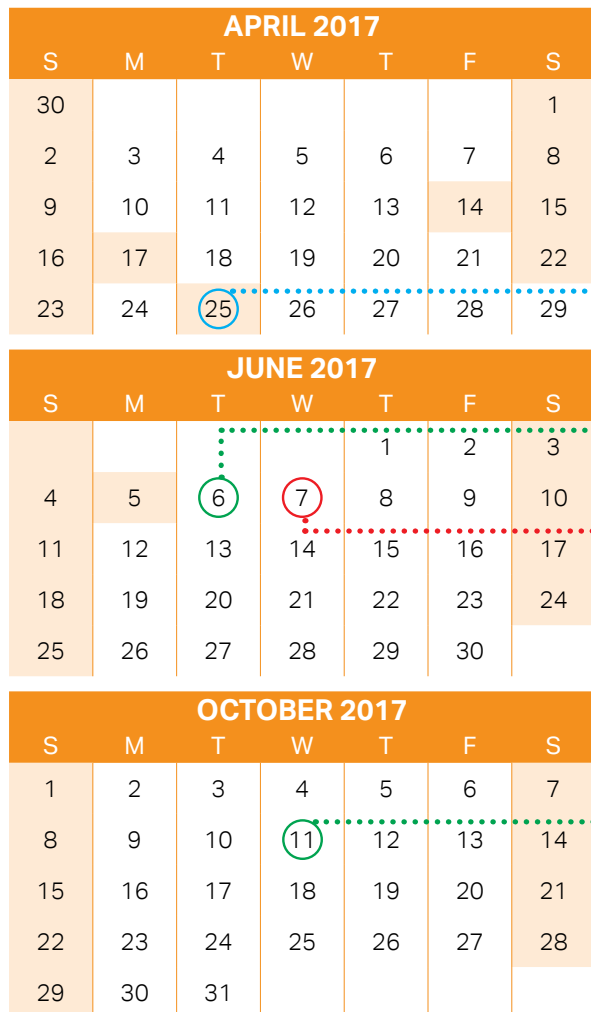 APRIL 2017
S M T W T F S
30 1
2 3 4 5 6 7 8
9 10 11 12 13 14 15
16 17 18 19 20 21 22
23 24 25 26 27 28 29
JUNE 2017
S M T W T F S
1 2 3
4 5 6 7 8 9 10
11 12 13 14 15 16 17
18 19 20 21 22 23 24
25 26 27 28 29 30
OCTOBER 2017
S M T W T F S
1 2 3 4 5 6 7
8 9 10 11 12 13 14
15 16 17 18 19 20 21
22 23 24 25 26 27 28
29 30 31